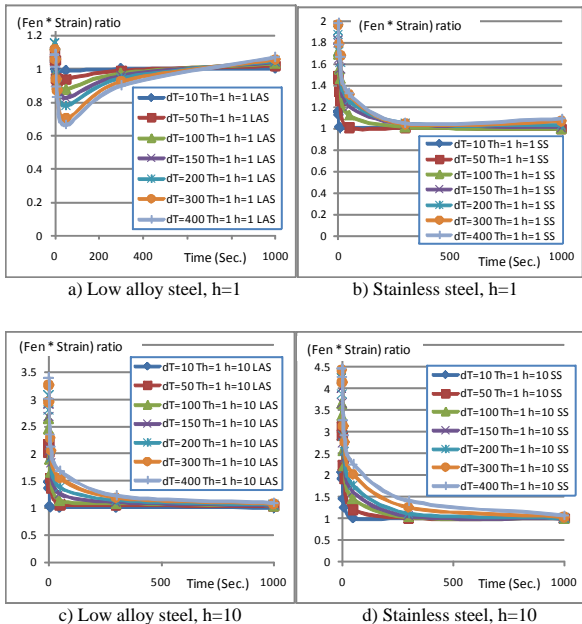 (Fen * Strain) ratio
1.2
1
0.8
0.6
0.4
0.2
0
dT=10 Th=1 h=1 LAS
dT=50 Th=1 h=1 LAS
dT=100 Th=1 h=1 LAS
dT=150 Th=1 h=1 LAS
dT=200 Th=1 h=1 LAS
dT=300 Th=1 h=1 LAS
dT=400 Th=1 h=1 LAS
0 200 400 600 1000
Time (Sec.)
a) Low alloy steel, h=1
(Fen * Strain) ratio
2
1.8
1.6
1.4
1.2
1
0.8
0.6
0.4
0.2
0
dT=10 Th=1 h=1 SS
dT=50 Th=1 h=1 SS
dT=100 Th=1 h=1 SS
dT=150 Th=1 h=1 SS
dT=200 Th=1 h=1 SS
dT=300 Th=1 h=1 SS
dT=400 Th=1 h=1 SS
0 500 1000
Time (Sec.)
b) Stainless steel, h=1
(Fen * Strain) ratio
3.5
3
2.5
2
1.5
1
0.5
0
dT=10 Th=1 h=10 LAS
dT=50 Th=1 h=10 LAS
dT=100 Th=1 h=10 LAS
dT=150 Th=1 h=10 LAS
dT=200 Th=1 h=10 LAS
dT=300 Th=1 h=10 LAS
dT=400 Th=1 h=10 LAS
Time (Sec.)
0 500 1000
c) Low alloy steel, h=10
(Fen * Strain) ratio
4.5
4
3.5
3
2.5
2
1.5
1
0.5
0
dT=10 Th=1 h=10 SS
dT=50 Th=1 h=10 SS
dT=100 Th=1 h=10 SS
dT=150 Th=1 h=10 SS
dT=200 Th=1 h=10 SS
dT=300 Th=1 h=10 SS
dT=400 Th=1 h=10 SS
Time (Sec.)
0 500 1000
d) Stainless steel, h=10